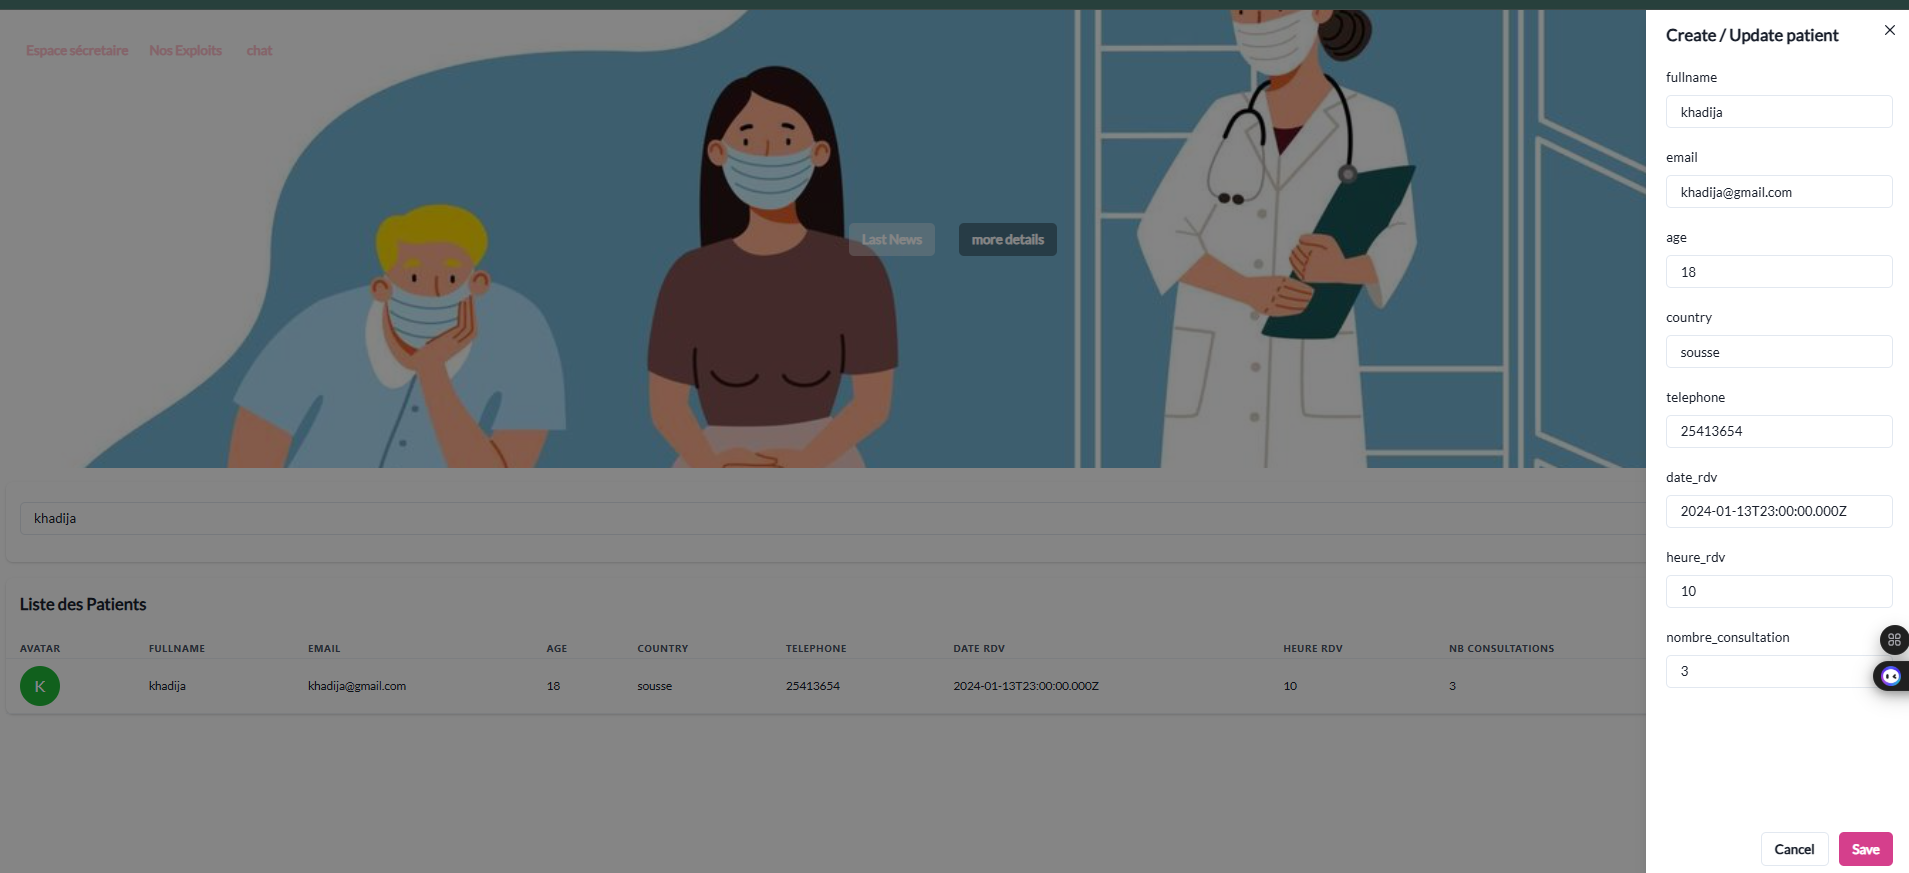 Espace sécretaire Nos Exploits chat
Last News more details
khadija
Liste des Patients
AVATAR FULLNAME EMAIL AGE COUNTRY TELEPHONE DATE RDV HEURE RDV NB CONSULTATIONS
K khadija khadija@gmail.com 18 sousse 25413654 2024-01-13T23:00:00.000Z 10 3
Create / Update patient
fullname
khadija
email
khadija@gmail.com
age
18
country
sousse
telephone
25413654
date_rdv
2024-01-13T23:00:00.000Z
heure_rdv
10
nombre_consultation
3
Cancel Save